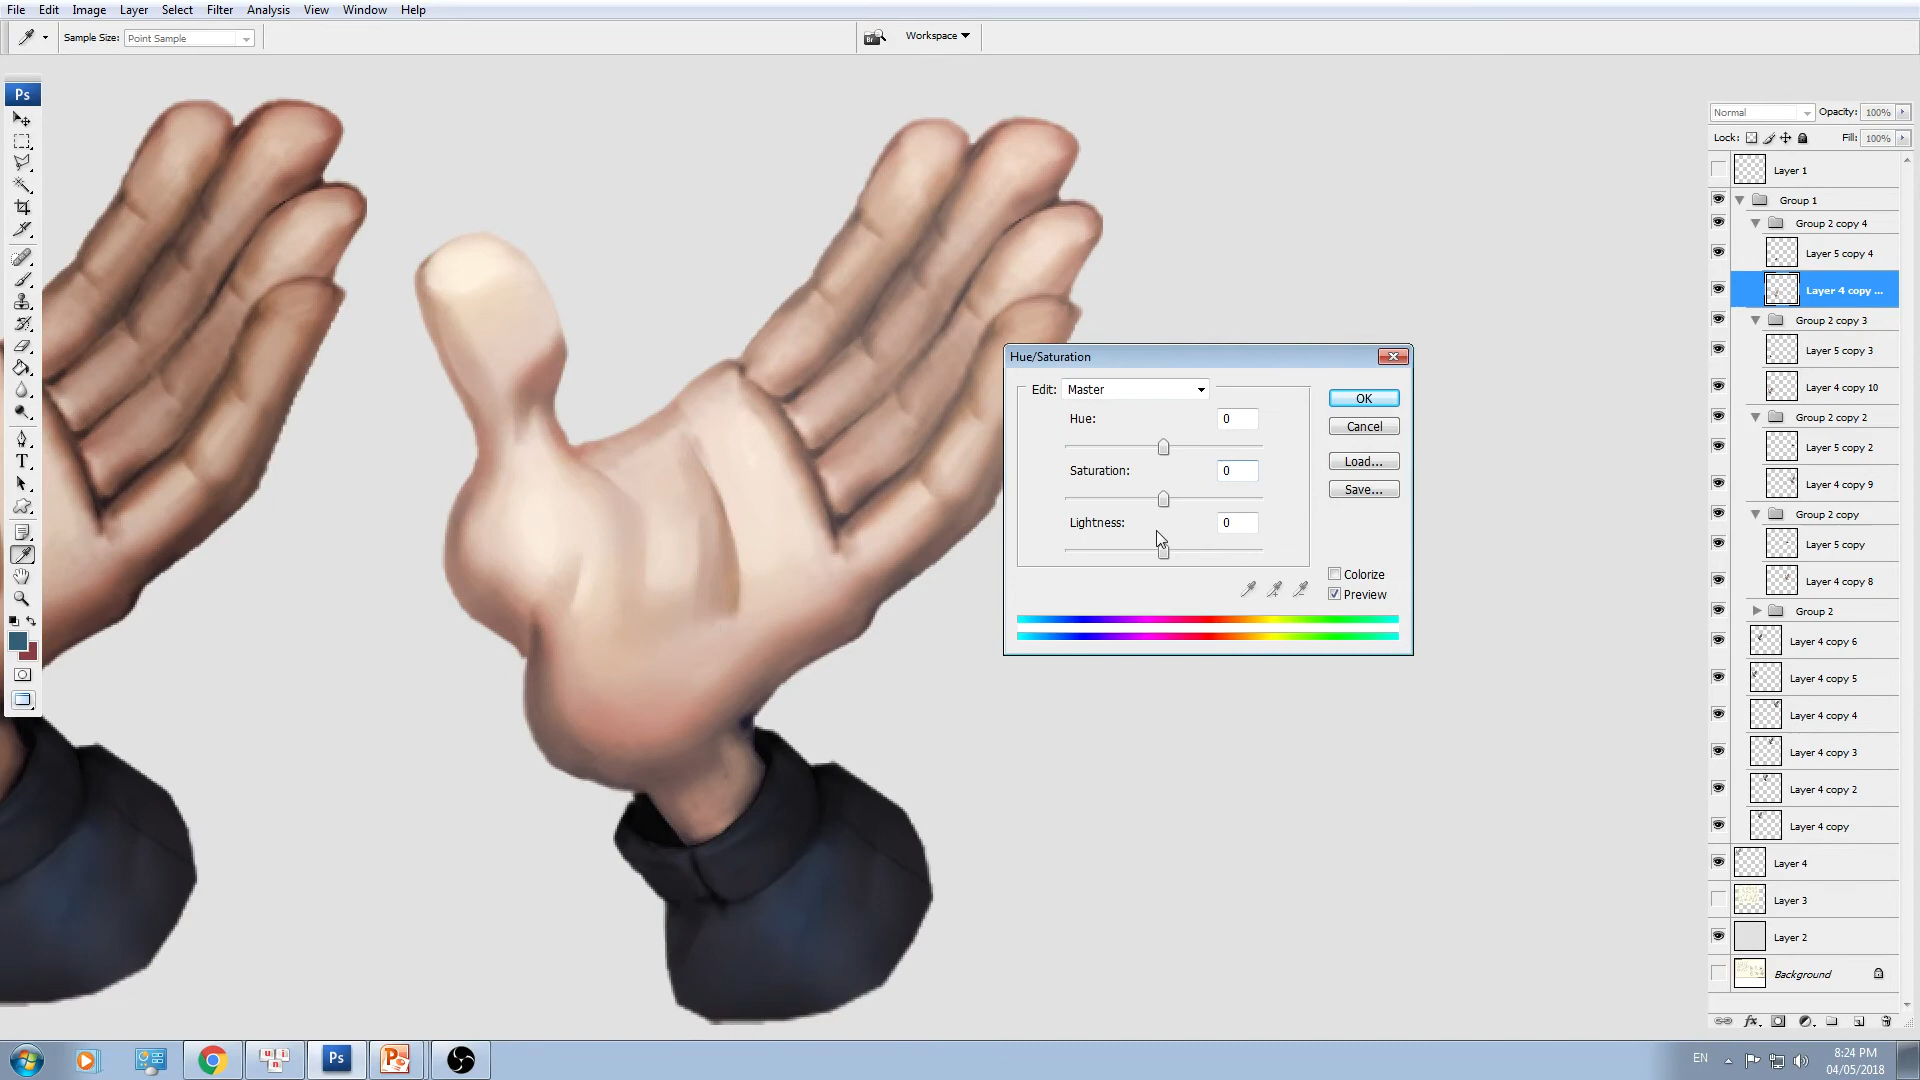 File Edit Image Layer Select Filter Analysis View Window Help
Sample Size: Point Sample
Br
Workspace
Ps
Normal
Opacity: 100%
Lock:
Fill: 100%
Layer 1
Group 1
Group 2 copy 4
Layer 5 copy 4
Layer 4 copy ...
Group 2 copy 3
Layer 5 copy 3
Layer 4 copy 10
Group 2 copy 2
Layer 5 copy 2
Layer 4 copy 9
Group 2 copy
Layer 5 copy
Layer 4 copy 8
Group 2
Layer 4 copy 6
Layer 4 copy 5
Layer 4 copy 4
Layer 4 copy 3
Layer 4 copy 2
Layer 4 copy
Layer 4
Layer 3
Layer 2
Background
fx
T
Hue/Saturation
Edit: Master
Hue: 0
Saturation: 0
Lightness: 0
OK
Cancel
Load...
Save...
Colorize
Preview
Ps
EN
8:24 PM
04/05/2018